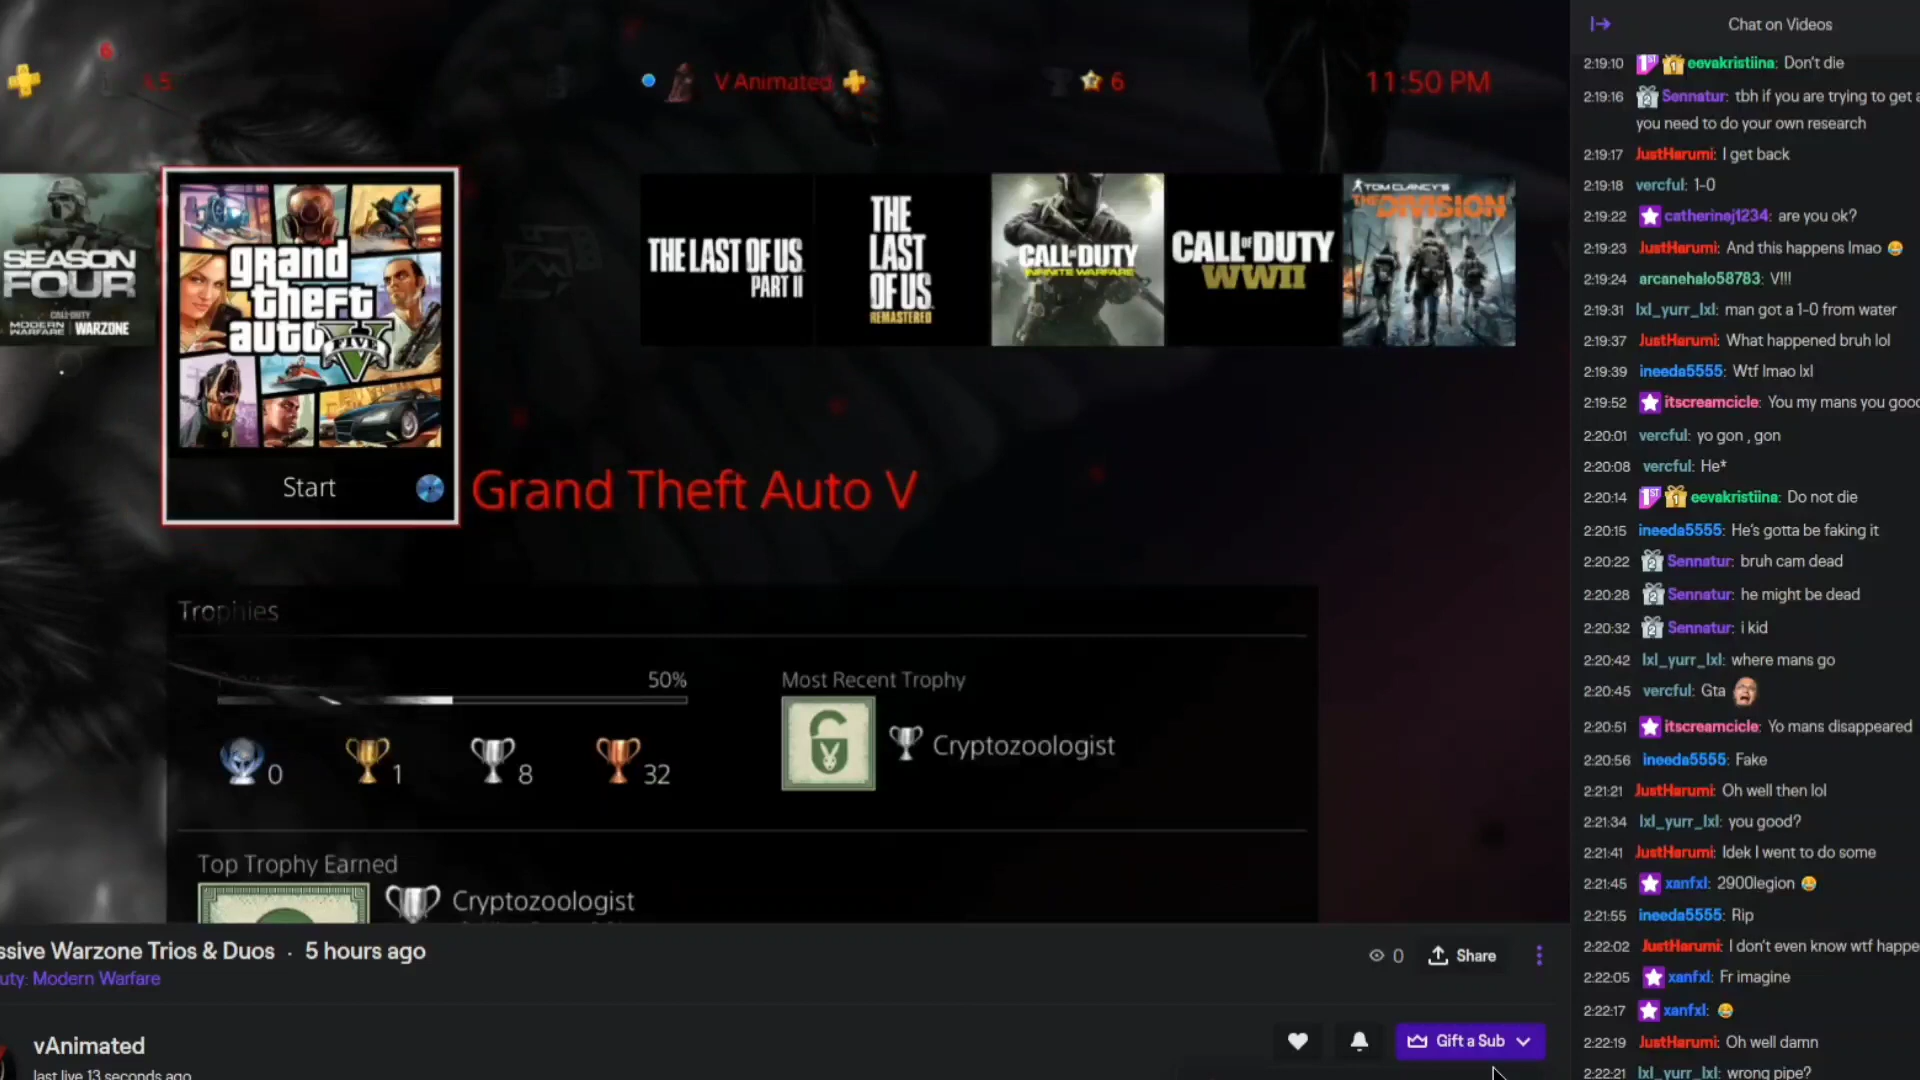 6
5
V Animated
6
11:50 PM
SEASON
FOUR
CALL OF DUTY
MODERN WARFARE WARZONE
grand
theft
auto
FIVE
Start
Grand Theft Auto V
THE LAST OF US
PART II
THE
LAST
OF US
REMASTERED
CALL OF DUTY
INFINITE WARFARE
CALL OF DUTY
WWII
TOM CLANCY'S
THE DIVISION
Trophies
50%
0
1
8
32
Most Recent Trophy
Cryptozoologist
Top Trophy Earned
Cryptozoologist
ssive Warzone Trios & Duos · 5 hours ago
uty: Modern Warfare
0
Share
vAnimated
last live 13 seconds ago
Gift a Sub
Chat on Videos
2:19:10 1ST 1 eevakristiina: Don't die
2:19:16 2 Sennatur: tbh if you are trying to get a
you need to do your own research
2:19:17 JustHarumi: I get back
2:19:18 vercful: 1-0
2:19:22 catherinej1234: are you ok?
2:19:23 JustHarumi: And this happens lmao 😂
2:19:24 arcanehalo58783: V!!!
2:19:31 lxl_yurr_lxl: man got a 1-0 from water
2:19:37 JustHarumi: What happened bruh lol
2:19:39 ineeda5555: Wtf lmao lxl
2:19:52 itscreamcicle: You my mans you good
2:20:01 vercful: yo gon , gon
2:20:08 vercful: He*
2:20:14 1ST 1 eevakristiina: Do not die
2:20:15 ineeda5555: He's gotta be faking it
2:20:22 2 Sennatur: bruh cam dead
2:20:28 2 Sennatur: he might be dead
2:20:32 2 Sennatur: i kid
2:20:42 lxl_yurr_lxl: where mans go
2:20:45 vercful: Gta
2:20:51 itscreamcicle: Yo mans disappeared
2:20:56 ineeda5555: Fake
2:21:21 JustHarumi: Oh well then lol
2:21:34 lxl_yurr_lxl: you good?
2:21:41 JustHarumi: Idek I went to do some
2:21:45 xanfxl: 2900legion 😂
2:21:55 ineeda5555: Rip
2:22:02 JustHarumi: I don't even know wtf happe
2:22:05 xanfxl: Fr imagine
2:22:17 xanfxl: 😂
2:22:19 JustHarumi: Oh well damn
2:22:21 lxl_yurr_lxl: wrong pipe?